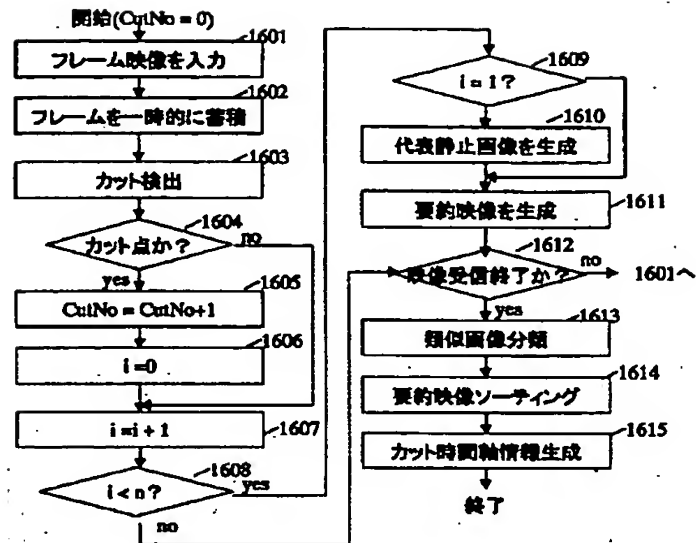 開始(CutNo = 0)
1601
フレーム映像を入力
1602
フレームを一時的に蓄積
1603
カット検出
1604
カット点か?
no
yes
1605
CutNo = CutNo+1
1606
i=0
i=i+1
1607
1608
i<n?
yes
no
1609
i=1?
1610
代表静止画像を生成
要約映像を生成
1611
1612
映像受信終了か?
no
1601へ
yes
1613
類似画像分類
要約映像ソーティング
1614
カット時間軸情報生成
1615
終了